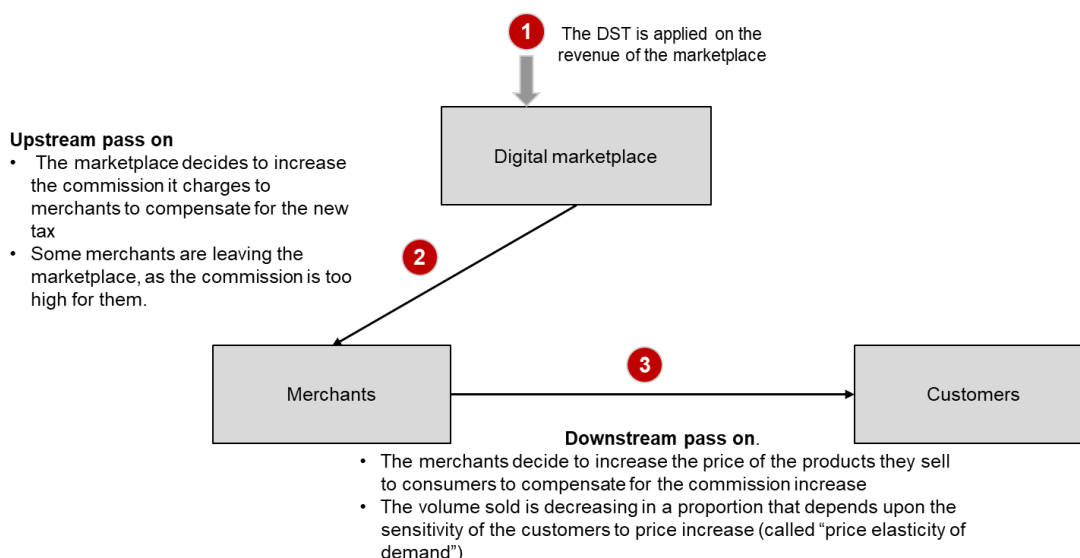 1
The DST is applied on the
revenue of the marketplace
Digital marketplace
Upstream pass on
• The marketplace decides to increase
the commission it charges to
merchants to compensate for the new
tax
• Some merchants are leaving the
marketplace, as the commission is too
high for them.
2
Merchants
3
Customers
Downstream pass on.
• The merchants decide to increase the price of the products they sell
to consumers to compensate for the commission increase
• The volume sold is decreasing in a proportion that depends upon the
sensitivity of the customers to price increase (called “price elasticity of
demand”)